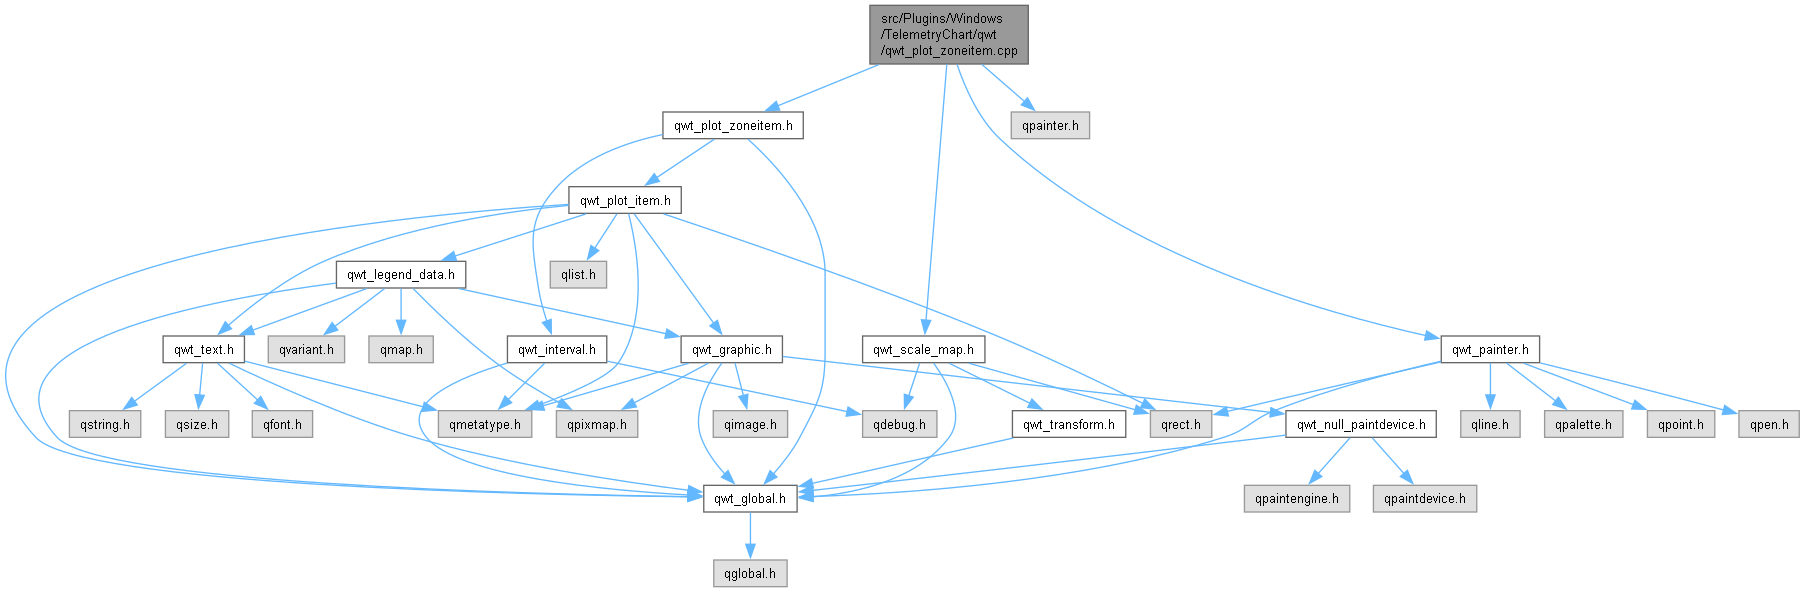 src/Plugins/Windows
/TelemetryChart/qwt
/qwt_plot_zoneitem.cpp
qwt_plot_zoneitem.h
qpainter.h
qwt_plot_item.h
qwt_legend_data.h
qlist.h
qwt_text.h
qvariant.h
qmap.h
qwt_interval.h
qwt_graphic.h
qwt_scale_map.h
qwt_painter.h
qstring.h
qsize.h
qfont.h
qmetatype.h
qpixmap.h
qimage.h
qdebug.h
qwt_transform.h
qrect.h
qwt_null_paintdevice.h
qline.h
qpalette.h
qpoint.h
qpen.h
qwt_global.h
qpaintengine.h
qpaintdevice.h
qglobal.h